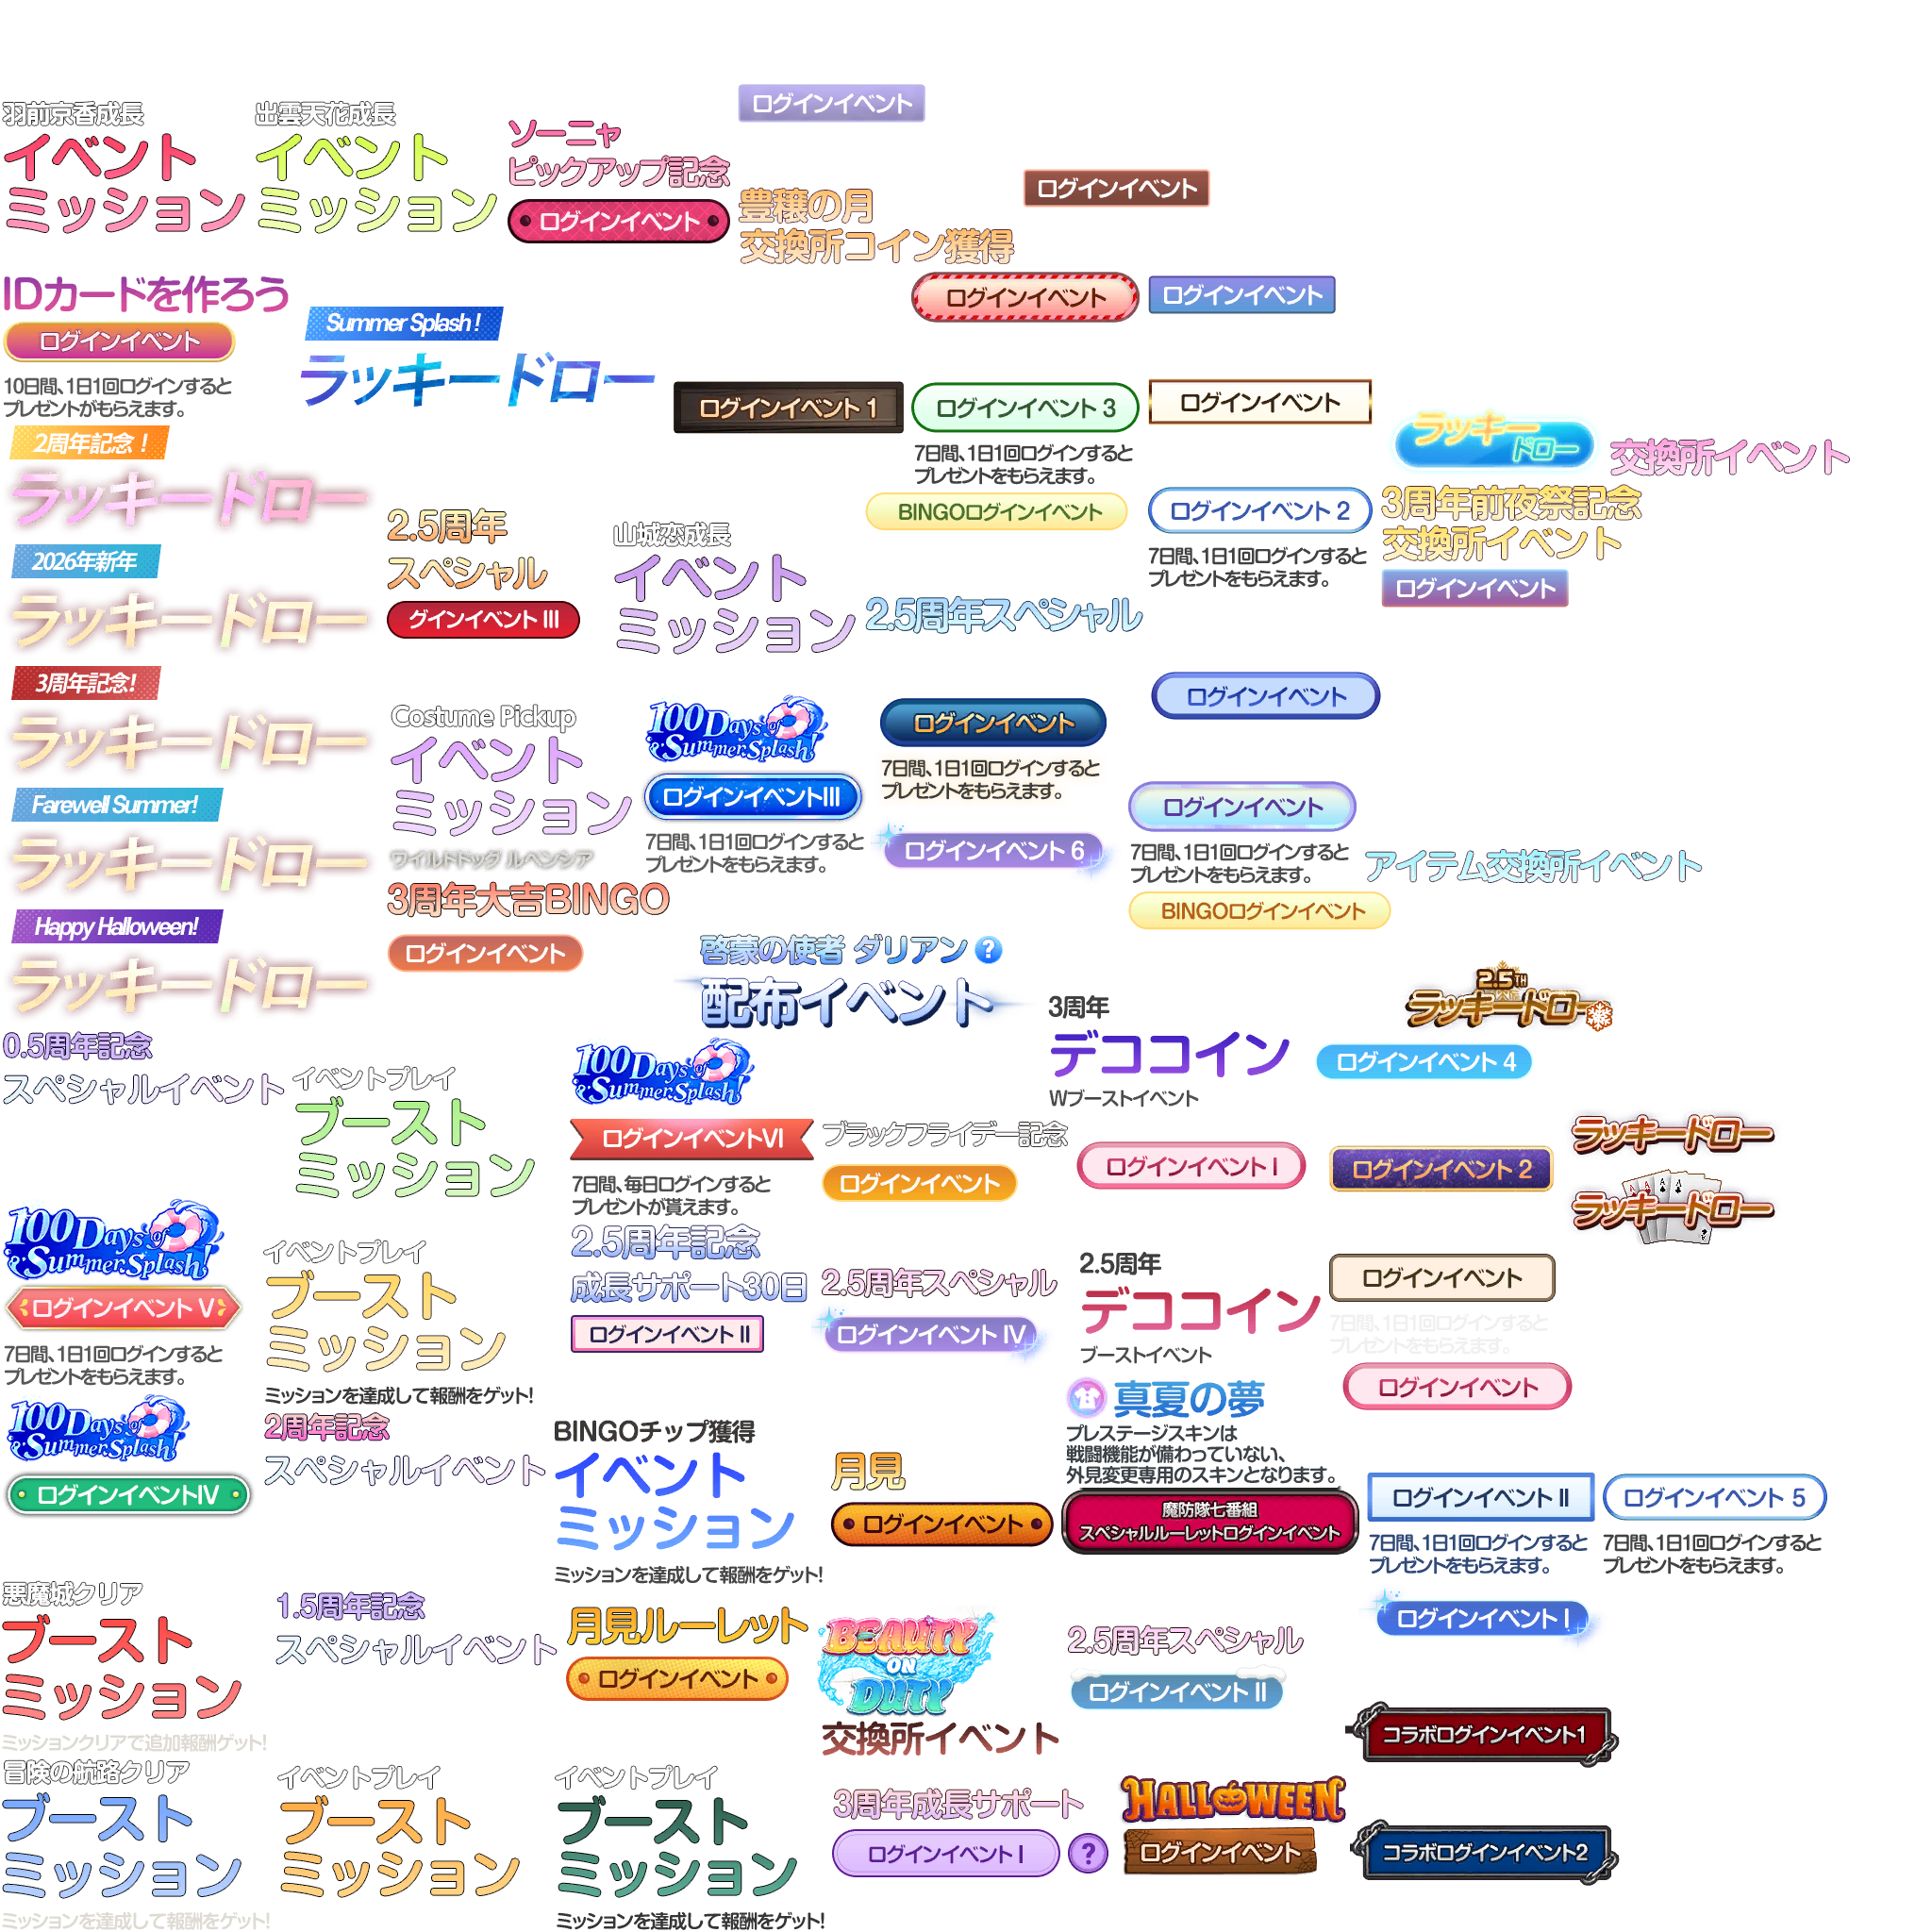 羽前京香成長
イベント
ミッション
出雲天花成長
イベント
ミッション
ソーニャ
ピックアップ記念
ログインイベント
ログインイベント
豊穣の月
交換所コイン獲得
ログインイベント
IDカードを作ろう
ログインイベント
10日間、1日1回ログインすると
プレゼントがもらえます。
Summer Splash !
ラッキードロー
ログインイベント
ログインイベント
ログインイベント 1
ログインイベント 3
7日間、1日1回ログインすると
プレゼントをもらえます。
ログインイベント
ラッキー
ドロー
交換所イベント
2周年記念！
ラッキードロー
2.5周年
スペシャル
グインイベント III
山城恋成長
イベント
ミッション
BINGOログインイベント
ログインイベント 2
7日間、1日1回ログインすると
プレゼントをもらえます。
3周年前夜祭記念
交換所イベント
ログインイベント
2026年新年
ラッキードロー
2.5周年スペシャル
3周年記念!
ラッキードロー
Costume Pickup
イベント
ミッション
ワイルドドッグ ルベンシア
100 Days of
Summer Splash!
ログインイベントIII
7日間、1日1回ログインすると
プレゼントをもらえます。
ログインイベント
7日間、1日1回ログインすると
プレゼントをもらえます。
ログインイベント 6
ログインイベント
ログインイベント
7日間、1日1回ログインすると
プレゼントをもらえます。
BINGOログインイベント
アイテム交換所イベント
Farewell Summer!
ラッキードロー
3周年大吉BINGO
ログインイベント
Happy Halloween!
ラッキードロー
啓蒙の使者 ダリアン ?
配布イベント
3周年
デココイン
Wブーストイベント
2.5TH
ラッキードロー
ログインイベント 4
0.5周年記念
スペシャルイベント
イベントプレイ
ブースト
ミッション
100 Days of
& Summer Splash!
ログインイベントVI
7日間、毎日ログインすると
プレゼントが貰えます。
ブラックフライデー記念
ログインイベント
ログインイベント I
ログインイベント 2
ラッキードロー
ラッキードロー
100 Days of
& Summer Splash!
ログインイベント V
7日間、1日1回ログインすると
プレゼントをもらえます。
イベントプレイ
ブースト
ミッション
ミッションを達成して報酬をゲット!
2.5周年記念
成長サポート30日
ログインイベント II
2.5周年スペシャル
ログインイベント IV
2.5周年
デココイン
ブーストイベント
ログインイベント
7日間、1日1回ログインすると
プレゼントをもらえます。
ログインイベント
100 Days of
& Summer Splash!
ログインイベントIV
2周年記念
スペシャルイベント
BINGOチップ獲得
イベント
ミッション
ミッションを達成して報酬をゲット!
月見
ログインイベント
真夏の夢
プレステージスキンは
戦闘機能が備わっていない、
外見変更専用のスキンとなります。
魔防隊七番組
スペシャルルーレットログインイベント
ログインイベント II
7日間、1日1回ログインすると
プレゼントをもらえます。
ログインイベント 5
7日間、1日1回ログインすると
プレゼントをもらえます。
悪魔城クリア
ブースト
ミッション
ミッションクリアで追加報酬ゲット!
1.5周年記念
スペシャルイベント
月見ルーレット
ログインイベント
BEAUTY
ON
DUTY
交換所イベント
2.5周年スペシャル
ログインイベント II
ログインイベント I
コラボログインイベント1
冒険の航路クリア
ブースト
ミッション
ミッションを達成して報酬をゲット!
イベントプレイ
ブースト
ミッション
イベントプレイ
ブースト
ミッション
ミッションを達成して報酬をゲット!
3周年成長サポート
ログインイベント I ?
HALLOWEEN
ログインイベント
コラボログインイベント2